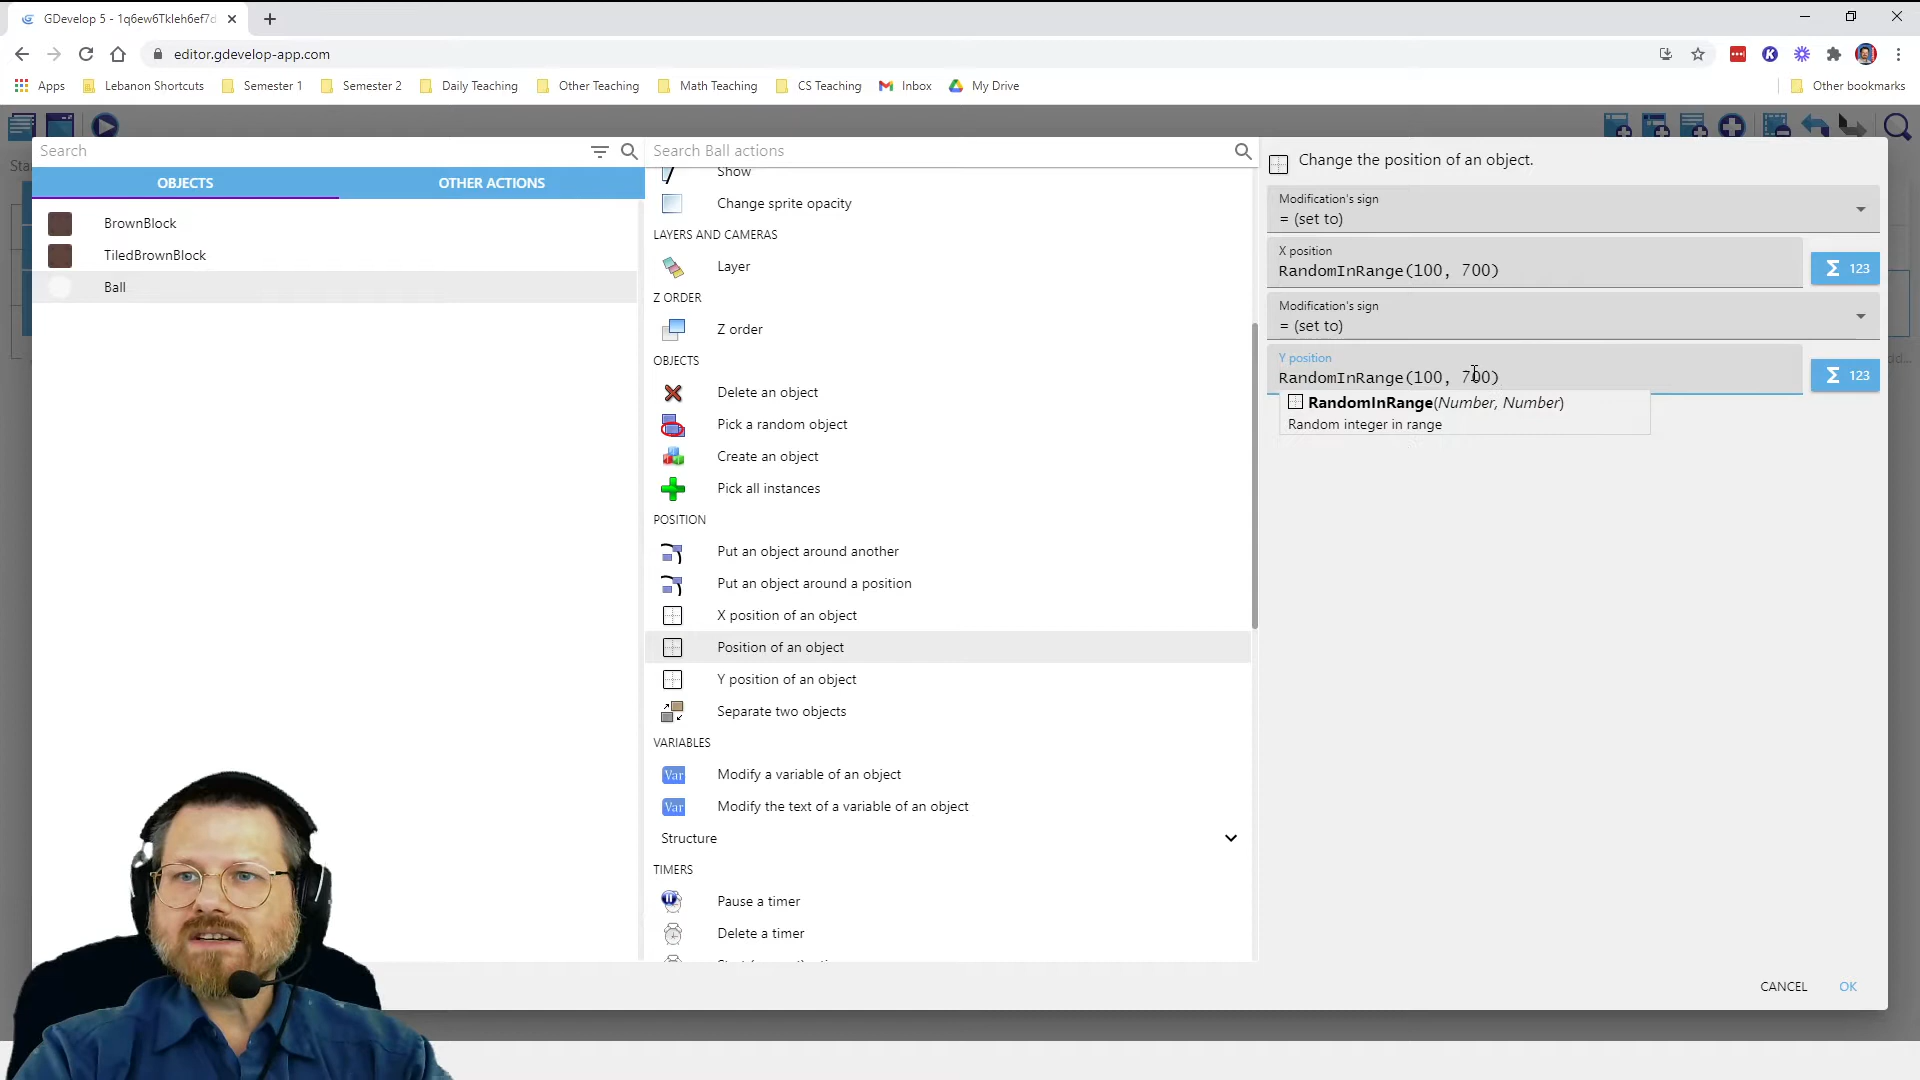 GDevelop 5 - 1q6ew6Tkleh6ef7d
editor.gdevelop-app.com
Apps
Lebanon Shortcuts
Semester 1
Semester 2
Daily Teaching
Other Teaching
Math Teaching
CS Teaching
Inbox
My Drive
Other bookmarks
Sta
Search
OBJECTS
OTHER ACTIONS
BrownBlock
TiledBrownBlock
Ball
Search Ball actions
Show
Change sprite opacity
LAYERS AND CAMERAS
Layer
Z ORDER
Z order
OBJECTS
Delete an object
Pick a random object
Create an object
Pick all instances
POSITION
Put an object around another
Put an object around a position
X position of an object
Position of an object
Y position of an object
Separate two objects
VARIABLES
Var Modify a variable of an object
Var Modify the text of a variable of an object
Structure
TIMERS
Pause a timer
Delete a timer
Change the position of an object.
Modification's sign
= (set to)
X position
RandomInRange(100, 700)
Σ 123
Modification's sign
= (set to)
Y position
RandomInRange(100, 700)
Σ 123
RandomInRange(Number, Number)
Random integer in range
dd...
CANCEL
OK